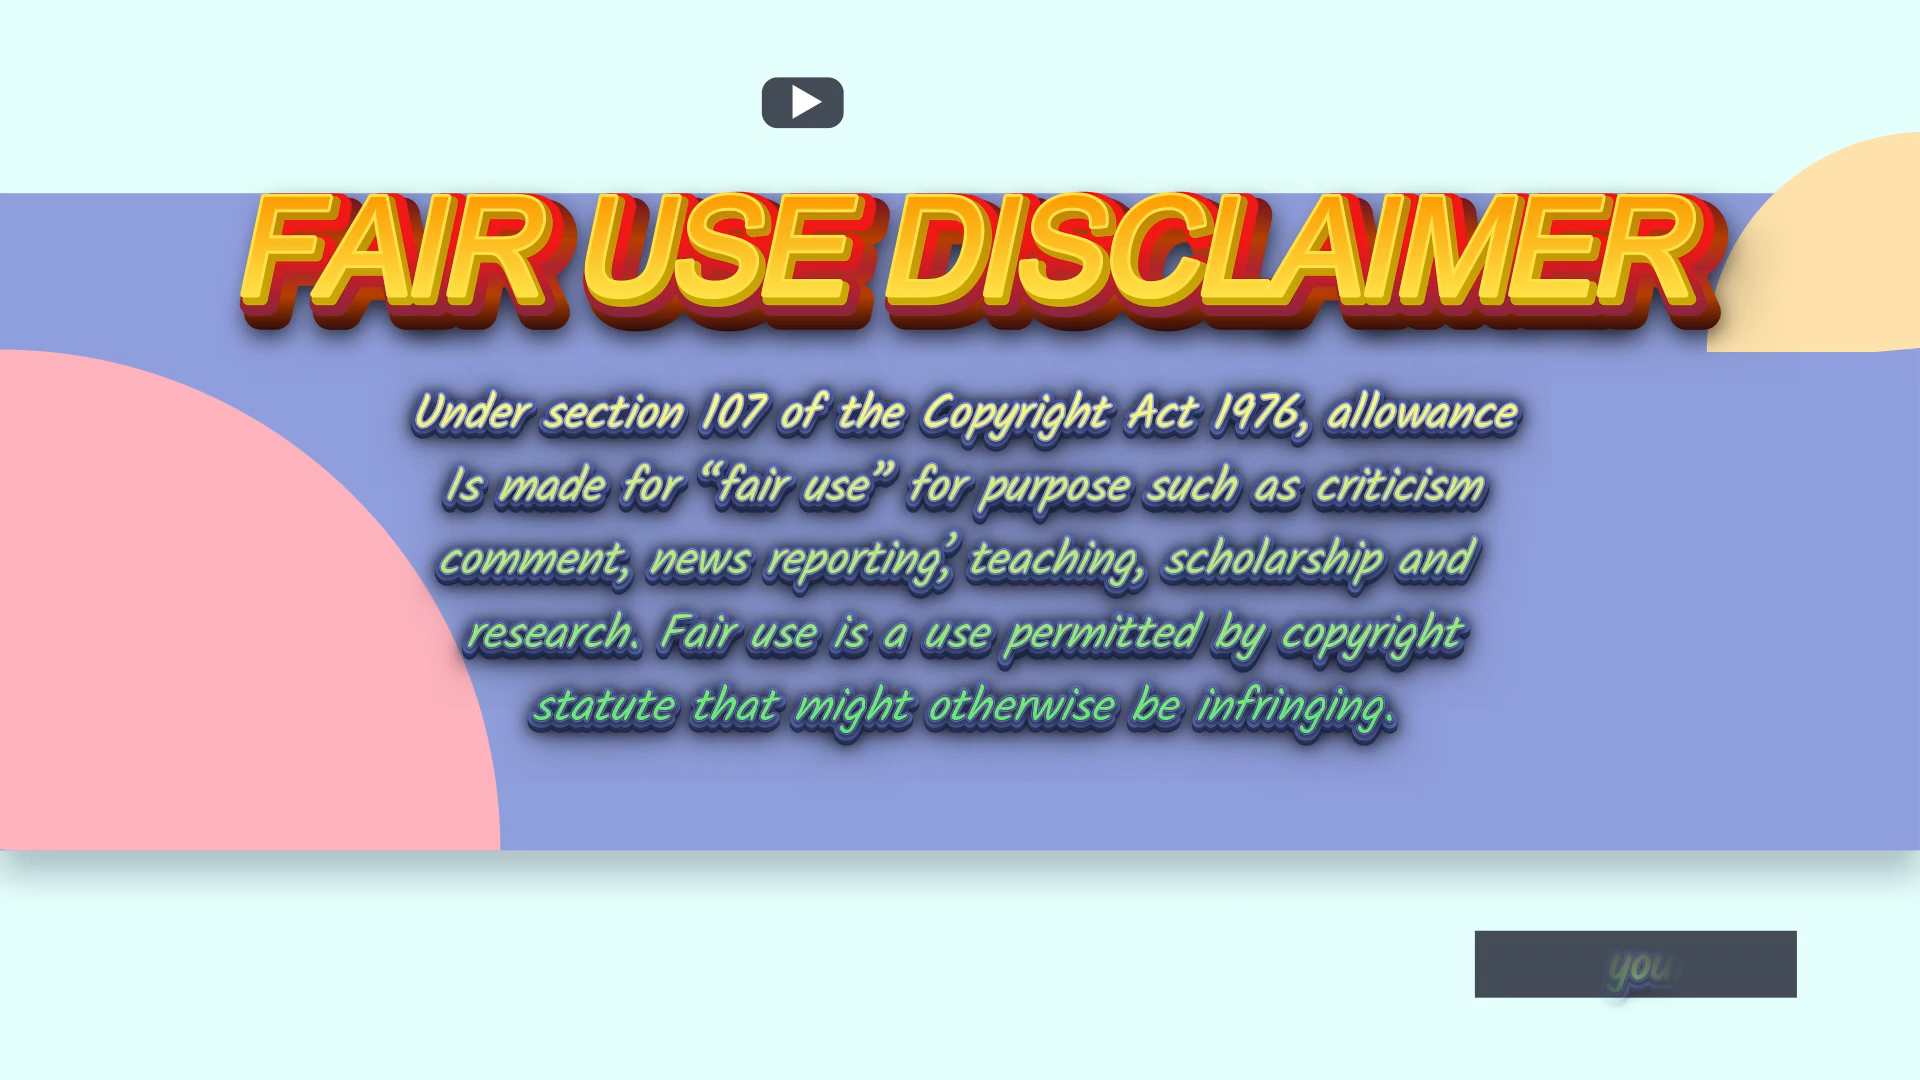 FAIR USE DISCLAIMER
Under section 107 of the Copyright Act 1976, allowance
Is made for “fair use” for purpose such as criticism
comment, news reporting,’ teaching, scholarship and
research. Fair use is a use permitted by copyright
statute that might otherwise be infringing.
you